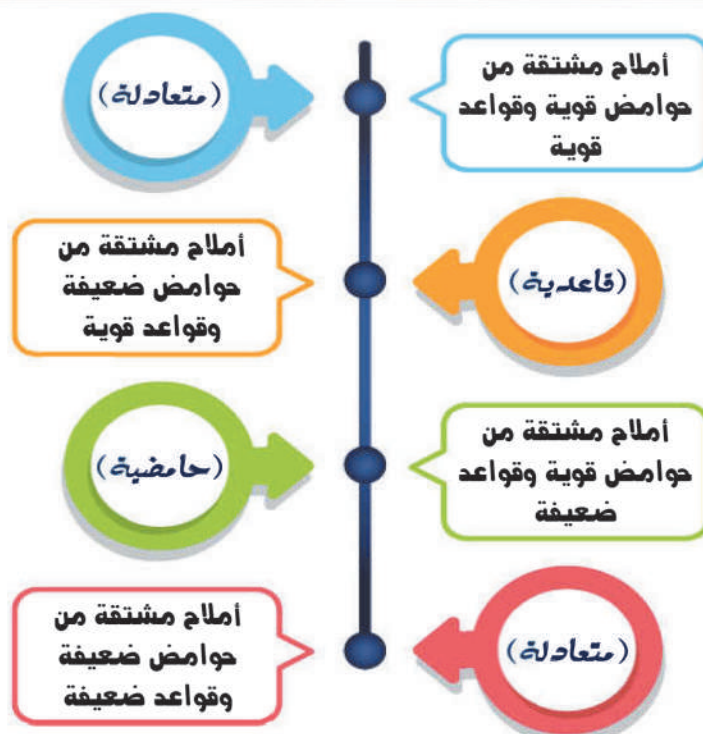 أملاح مشتقة من
حوامض قوية وقواعد
قوية
(متعادلة)
(قاعدية)
أملاح مشتقة من
حوامض ضعيفة
وقواعد قوية
أملاح مشتقة من
حوامض قوية وقواعد
ضعيفة
(حامضية)
(متعادلة)
أملاح مشتقة من
حوامض ضعيفة
وقواعد ضعيفة